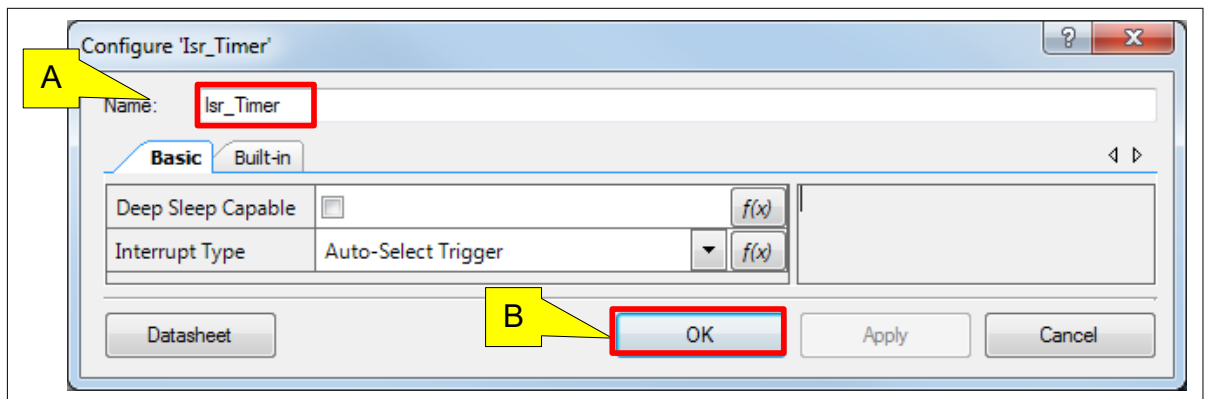 Configure 'Isr_Timer'
?
X
A
Name: Isr_Timer
Basic Built-in
Deep Sleep Capable f(x)
Interrupt Type Auto-Select Trigger f(x)
B
Datasheet OK Apply Cancel